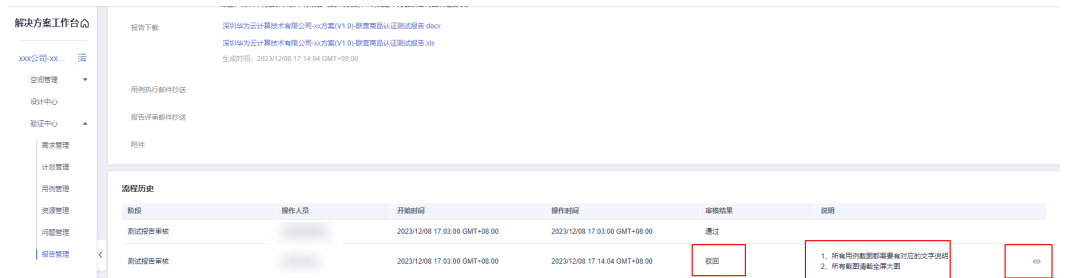 解决方案工作台
报告下载
深圳华为云计算技术有限公司-xx方案(V1.0)-联营商品认证测试报告.docx
深圳华为云计算技术有限公司-xx方案(V1.0)-联营商品认证测试报告.xls
xxx公司-xx...
生成时间：2023/12/08 17:14:04 GMT+08:00
空间管理
用例执行邮件抄送
设计中心
验证中心
报告评审邮件抄送
需求管理
附件
计划管理
用例管理
流程历史
资源管理
阶段 操作人员 开始时间 操作时间 审核结果 说明
问题管理
测试报告审核 2023/12/08 17:03:00 GMT+08:00 2023/12/08 17:03:00 GMT+08:00 通过
报告管理
测试报告审核 2023/12/08 17:03:00 GMT+08:00 2023/12/08 17:14:04 GMT+08:00 驳回
1、所有用例截图都需要有对应的文字说明
2、所有截图请截全屏大图